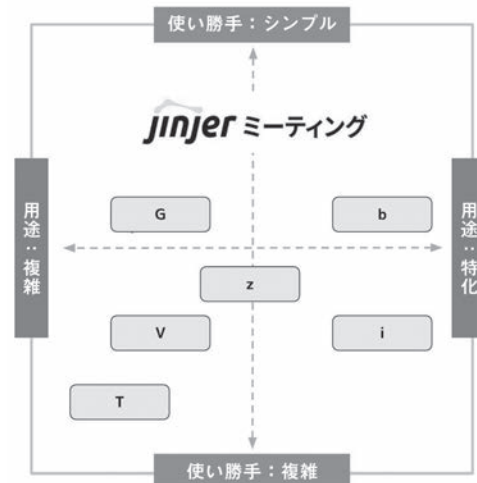 使い勝手：シンプル
jinjer ミーティング
用途：複雑
用途：特化
G
b
z
V
i
T
使い勝手：複雑